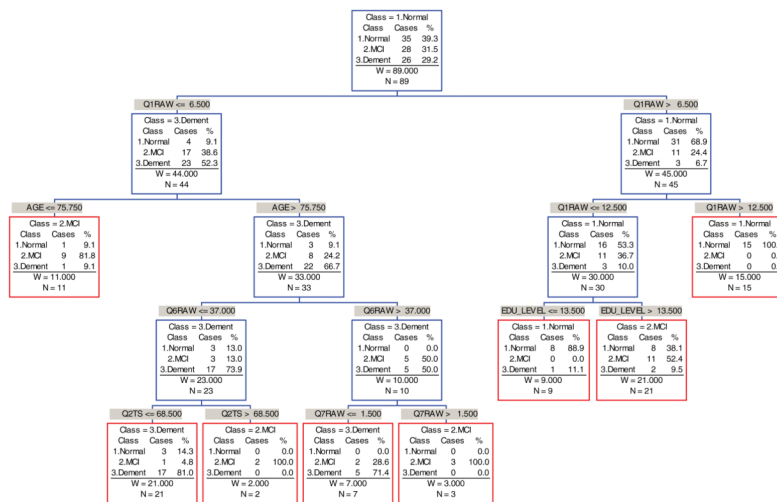 Class = 1.Normal
Class Cases %
1.Normal 35 39.3
2.MCI 28 31.5
3.Dement 26 29.2
W = 89.000
N = 89
Q1RAW <= 6.500
Class = 3.Dement
Class Cases %
1.Normal 4 9.1
2.MCI 17 38.6
3.Dement 23 52.3
W = 44.000
N = 44
Q1RAW > 6.500
Class = 1.Normal
Class Cases %
1.Normal 31 68.9
2.MCI 11 24.4
3.Dement 3 6.7
W = 45.000
N = 45
AGE <= 75.750
Class = 2.MCI
Class Cases %
1.Normal 1 9.1
2.MCI 9 81.8
3.Dement 1 9.1
W = 11.000
N = 11
AGE > 75.750
Class = 3.Dement
Class Cases %
1.Normal 3 9.1
2.MCI 8 24.2
3.Dement 22 66.7
W = 33.000
N = 33
Q1RAW <= 12.500
Class = 1.Normal
Class Cases %
1.Normal 16 53.3
2.MCI 11 36.7
3.Dement 3 10.0
W = 30.000
N = 30
Q1RAW > 12.500
Class = 1.Normal
Class Cases %
1.Normal 15 100.
2.MCI 0 0.
3.Dement 0 0.
W = 15.000
N = 15
Q6RAW <= 37.000
Class = 3.Dement
Class Cases %
1.Normal 3 13.0
2.MCI 3 13.0
3.Dement 17 73.9
W = 23.000
N = 23
Q6RAW > 37.000
Class = 3.Dement
Class Cases %
1.Normal 0 0.0
2.MCI 5 50.0
3.Dement 5 50.0
W = 10.000
N = 10
EDU_LEVEL <= 13.500
Class = 1.Normal
Class Cases %
1.Normal 8 88.9
2.MCI 0 0.0
3.Dement 1 11.1
W = 9.000
N = 9
EDU_LEVEL > 13.500
Class = 2.MCI
Class Cases %
1.Normal 8 38.1
2.MCI 11 52.4
3.Dement 2 9.5
W = 21.000
N = 21
Q2TS <= 68.500
Class = 3.Dement
Class Cases %
1.Normal 3 14.3
2.MCI 1 4.8
3.Dement 17 81.0
W = 21.000
N = 21
Q2TS > 68.500
Class = 2.MCI
Class Cases %
1.Normal 0 0.0
2.MCI 2 100.0
3.Dement 0 0.0
W = 2.000
N = 2
Q7RAW <= 1.500
Class = 3.Dement
Class Cases %
1.Normal 0 0.0
2.MCI 2 28.6
3.Dement 5 71.4
W = 7.000
N = 7
Q7RAW > 1.500
Class = 2.MCI
Class Cases %
1.Normal 0 0.0
2.MCI 3 100.0
3.Dement 0 0.0
W = 3.000
N = 3